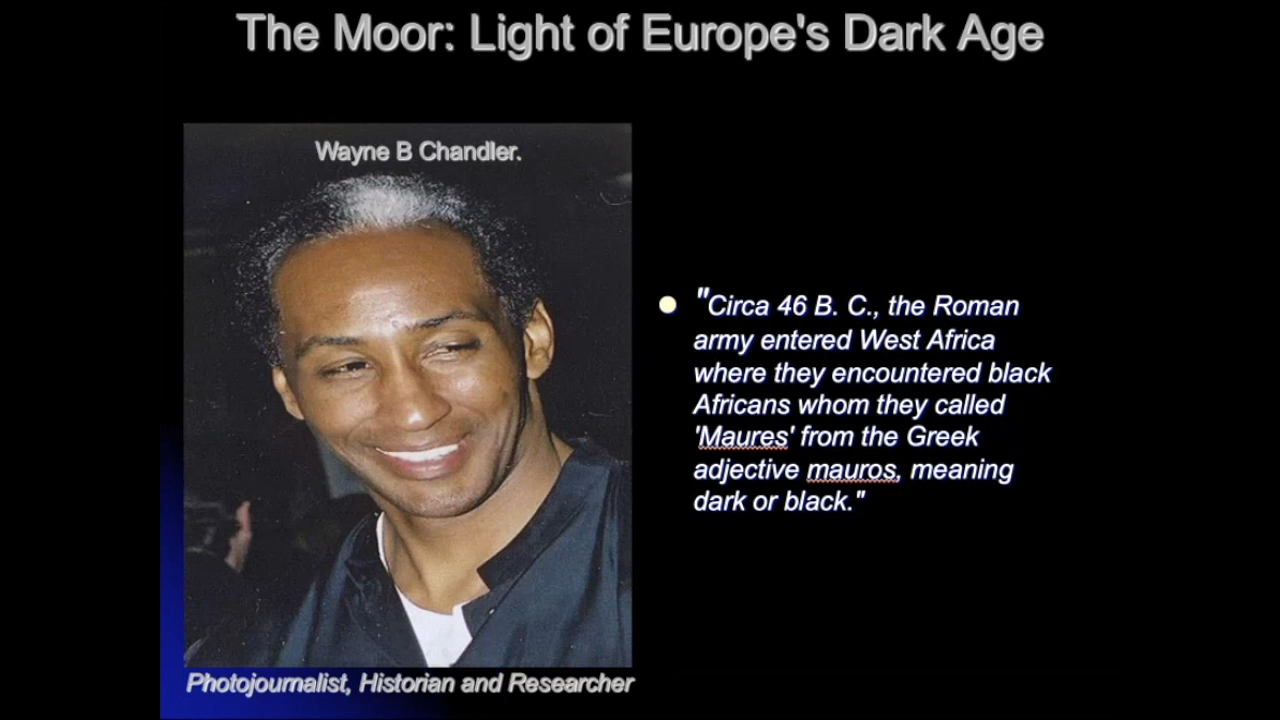 The Moor: Light of Europe's Dark Age
Wayne B Chandler.
Photojournalist, Historian and Researcher
"Circa 46 B. C., the Roman
army entered West Africa
where they encountered black
Africans whom they called
'Maures' from the Greek
adjective mauros, meaning
dark or black."